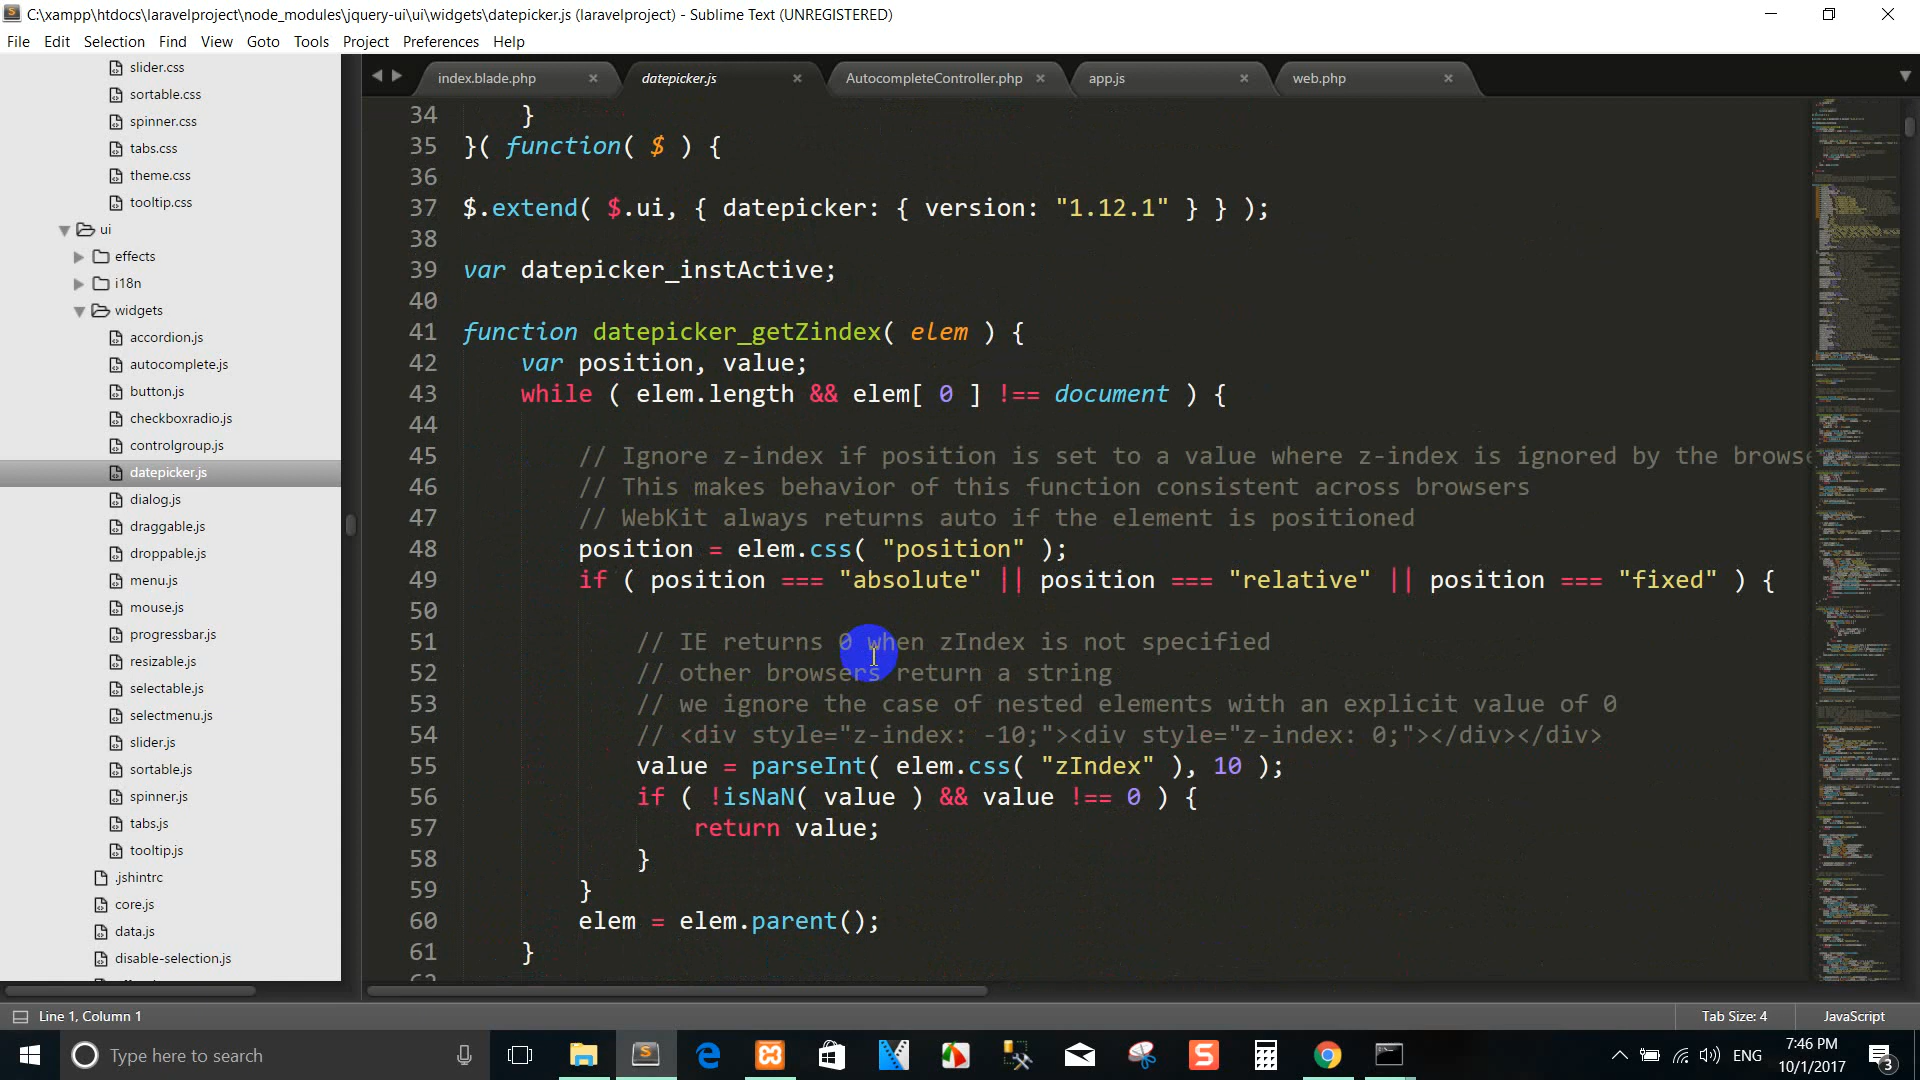 C:\xampp\htdocs\laravelproject\node_modules\jquery-ui\ui\widgets\datepicker.js (laravelproject) - Sublime Text (UNREGISTERED)
File Edit Selection Find View Goto Tools Project Preferences Help
slider.css
sortable.css
spinner.css
tabs.css
theme.css
tooltip.css
ui
effects
i18n
widgets
accordion.js
autocomplete.js
button.js
checkboxradio.js
controlgroup.js
datepicker.js
dialog.js
draggable.js
droppable.js
menu.js
mouse.js
progressbar.js
resizable.js
selectable.js
selectmenu.js
slider.js
sortable.js
spinner.js
tabs.js
tooltip.js
.jshintrc
core.js
data.js
disable-selection.js
index.blade.php datepicker.js AutocompleteController.php app.js web.php
34 }
35 }( function( $ ) {
36
37 $.extend( $.ui, { datepicker: { version: "1.12.1" } } );
38
39 var datepicker_instActive;
40
41 function datepicker_getZindex( elem ) {
42 var position, value;
43 while ( elem.length && elem[ 0 ] !== document ) {
44
45 // Ignore z-index if position is set to a value where z-index is ignored by the browse
46 // This makes behavior of this function consistent across browsers
47 // WebKit always returns auto if the element is positioned
48 position = elem.css( "position" );
49 if ( position === "absolute" || position === "relative" || position === "fixed" ) {
50
51 // IE returns 0 when zIndex is not specified
52 // other browsers return a string
53 // we ignore the case of nested elements with an explicit value of 0
54 // <div style="z-index: -10;"><div style="z-index: 0;"></div></div>
55 value = parseInt( elem.css( "zIndex" ), 10 );
56 if ( !isNaN( value ) && value !== 0 ) {
57 return value;
58 }
59 }
60 elem = elem.parent();
61 }
Line 1, Column 1
Tab Size: 4
JavaScript
Type here to search
ENG
7:46 PM
10/1/2017
3